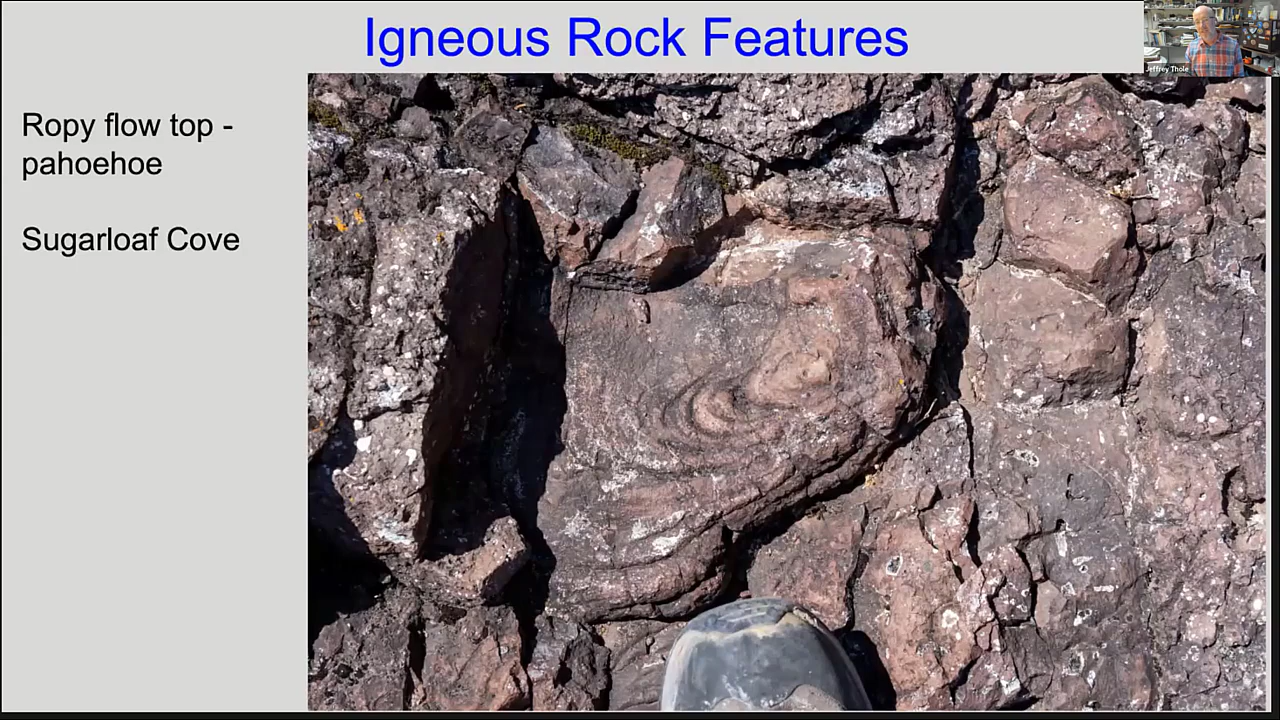 Igneous Rock Features
Jeffrey Thole
Ropy flow top -
pahoehoe
Sugarloaf Cove